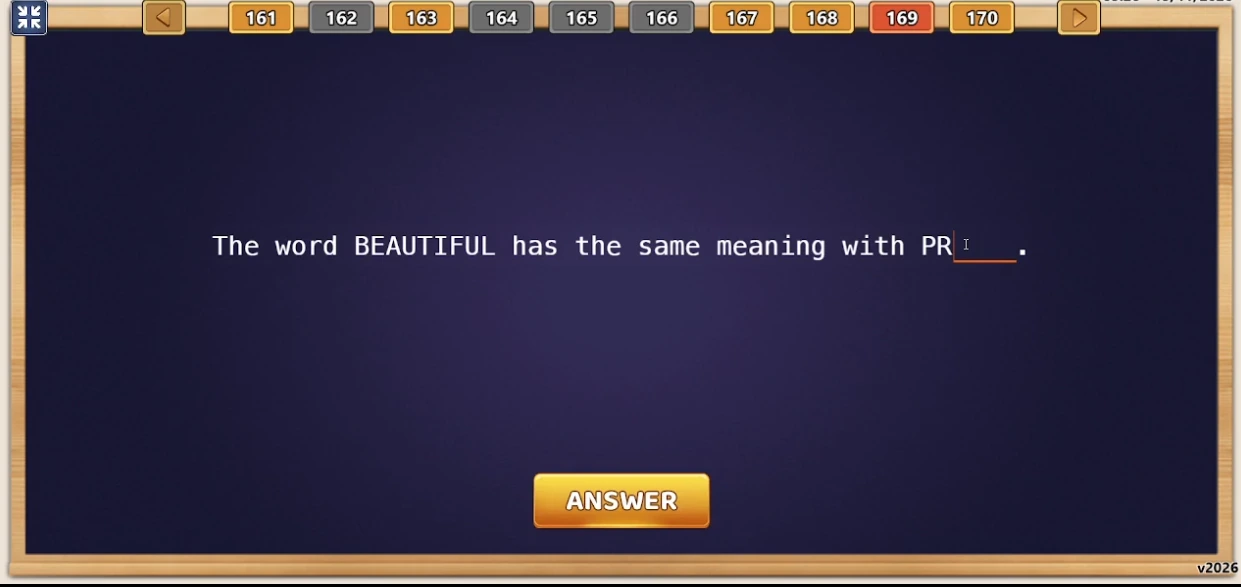 161 162 163 164 165 166 167 168 169 170
The word BEAUTIFUL has the same meaning with PR____.
ANSWER
v2026